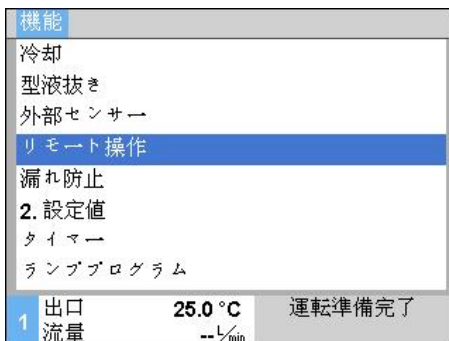 機能
冷却
型液抜き
外部センサー
リモート操作
漏れ防止
2. 設定値
タイマー
ランププログラム
1 出口 25.0 °C 運転準備完了
流量 -- L/min